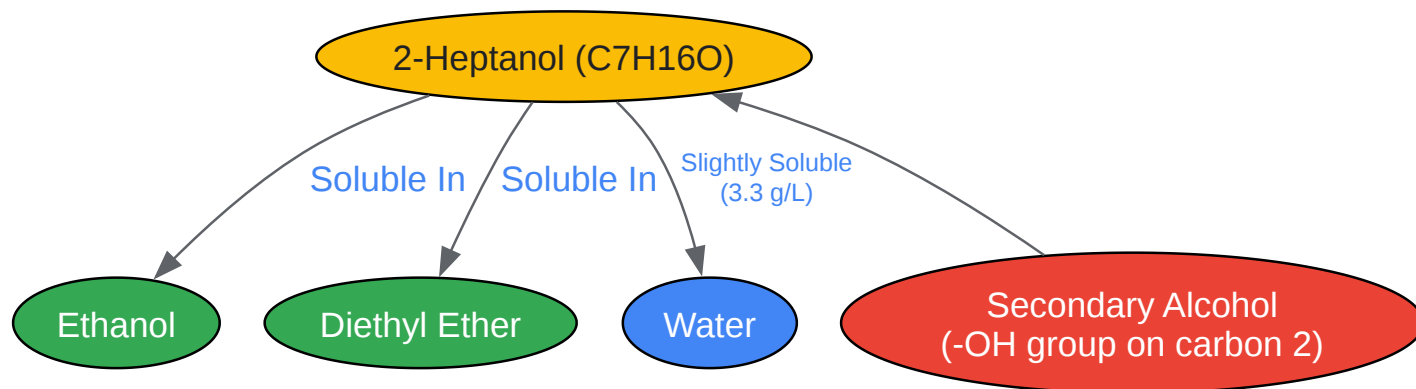 2-Heptanol (C7H16O)
Soluble In
Soluble In
Slightly Soluble
(3.3 g/L)
Ethanol
Diethyl Ether
Water
Secondary Alcohol
(-OH group on carbon 2)